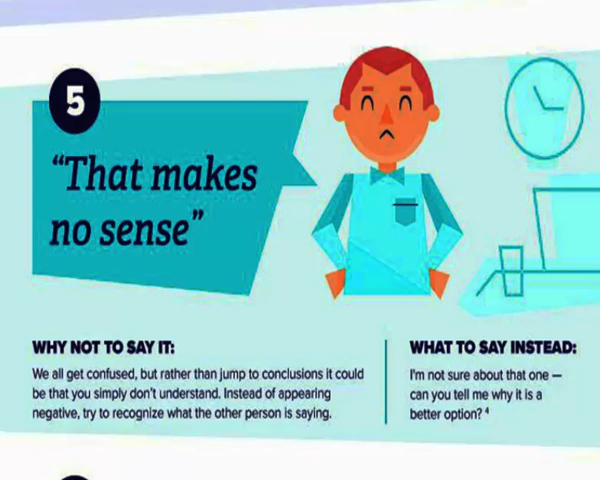 5
“That makes
no sense”
WHY NOT TO SAY IT:
We all get confused, but rather than jump to conclusions it could
be that you simply don't understand. Instead of appearing
negative, try to recognize what the other person is saying.
WHAT TO SAY INSTEAD:
I'm not sure about that one —
can you tell me why it is a
better option? ⁴